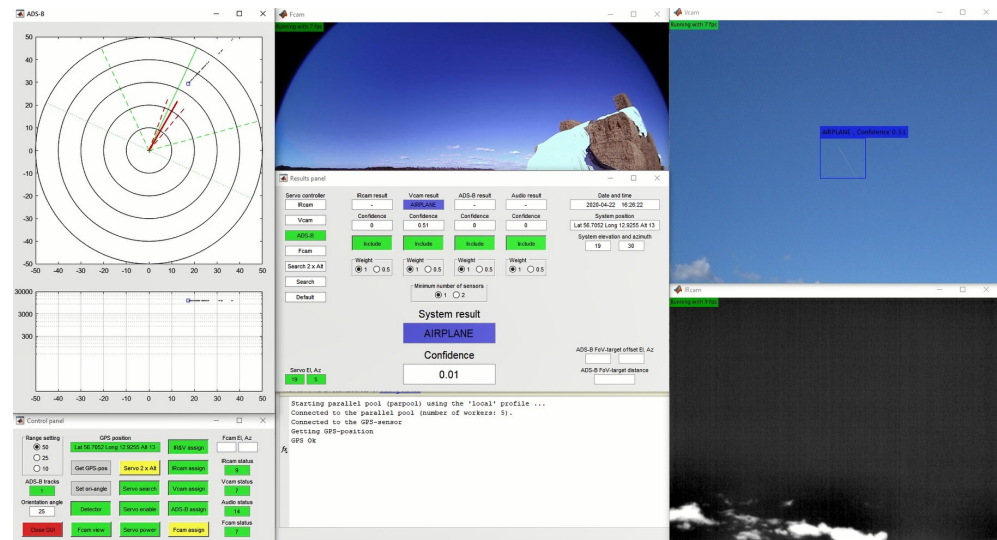 ADS-B
50
40
30
20
10
0
-10
-20
-30
-40
-50
-50 -40 -30 -20 -10 0 10 20 30 40 50
30000
3000
300
-50 -40 -30 -20 -10 0 10 20 30 40 50
Control panel
Range setting
50
25
10
ADS-B tracks
1
Orientation angle
25
Close GUI
GPS position
Lat 56.7052 Long 12.9255 Alt 13
Get GPS-pos
Set ori-angle
Detector
Fcam view
Servo 2 x Alt
Servo search
Servo enable
Servo power
IR&V assign
IRcam assign
Vcam assign
ADS-B assign
Fcam assign
Fcam El, Az
IRcam status
9
Vcam status
7
Audio status
14
Fcam status
7
Fcam
Running with 7 fps
Results panel
Servo controller
IRcam
Vcam
ADS-B
Fcam
Search 2 x Alt
Search
Default
Servo El, Az
19 5
IRcam result Vcam result ADS-B result Audio result
- AIRPLANE - -
Confidence Confidence Confidence Confidence
0 0.51 0 0
Include Include Include Include
Weight Weight Weight Weight
1 0.5 1 0.5 1 0.5 1 0.5
Minimum number of sensors
1 2
System result
AIRPLANE
Confidence
0.01
Date and time
2020-04-22 16:26:22
System position
Lat 56.7052 Long 12.9255 Alt 13
System elevation and azimuth
19 30
ADS-B FoV-target offset El, Az
ADS-B FoV-target distance
Starting parallel pool (parpool) using the 'local' profile ...
Connected to the parallel pool (number of workers: 5).
Connected to the GPS-sensor
Getting GPS-position
GPS Ok
fx
Vcam
Running with 7 fps
AIRPLANE , Confidence 0.51
IRcam
Running with 9 fps